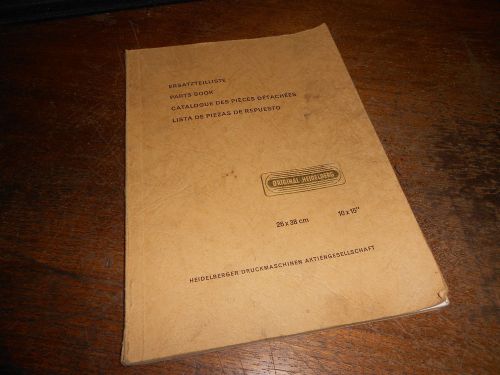 ERSATZTEILLISTE
PARTS BOOK
CATALOGUE DES PIÈCES DÉTACHÉES
LISTA DE PIEZAS DE REPUESTO
ORIGINAL HEIDELBERG
26 x 38 cm 10 x 15"
HEIDELBERGER DRUCKMASCHINEN AKTIENGESELLSCHAFT